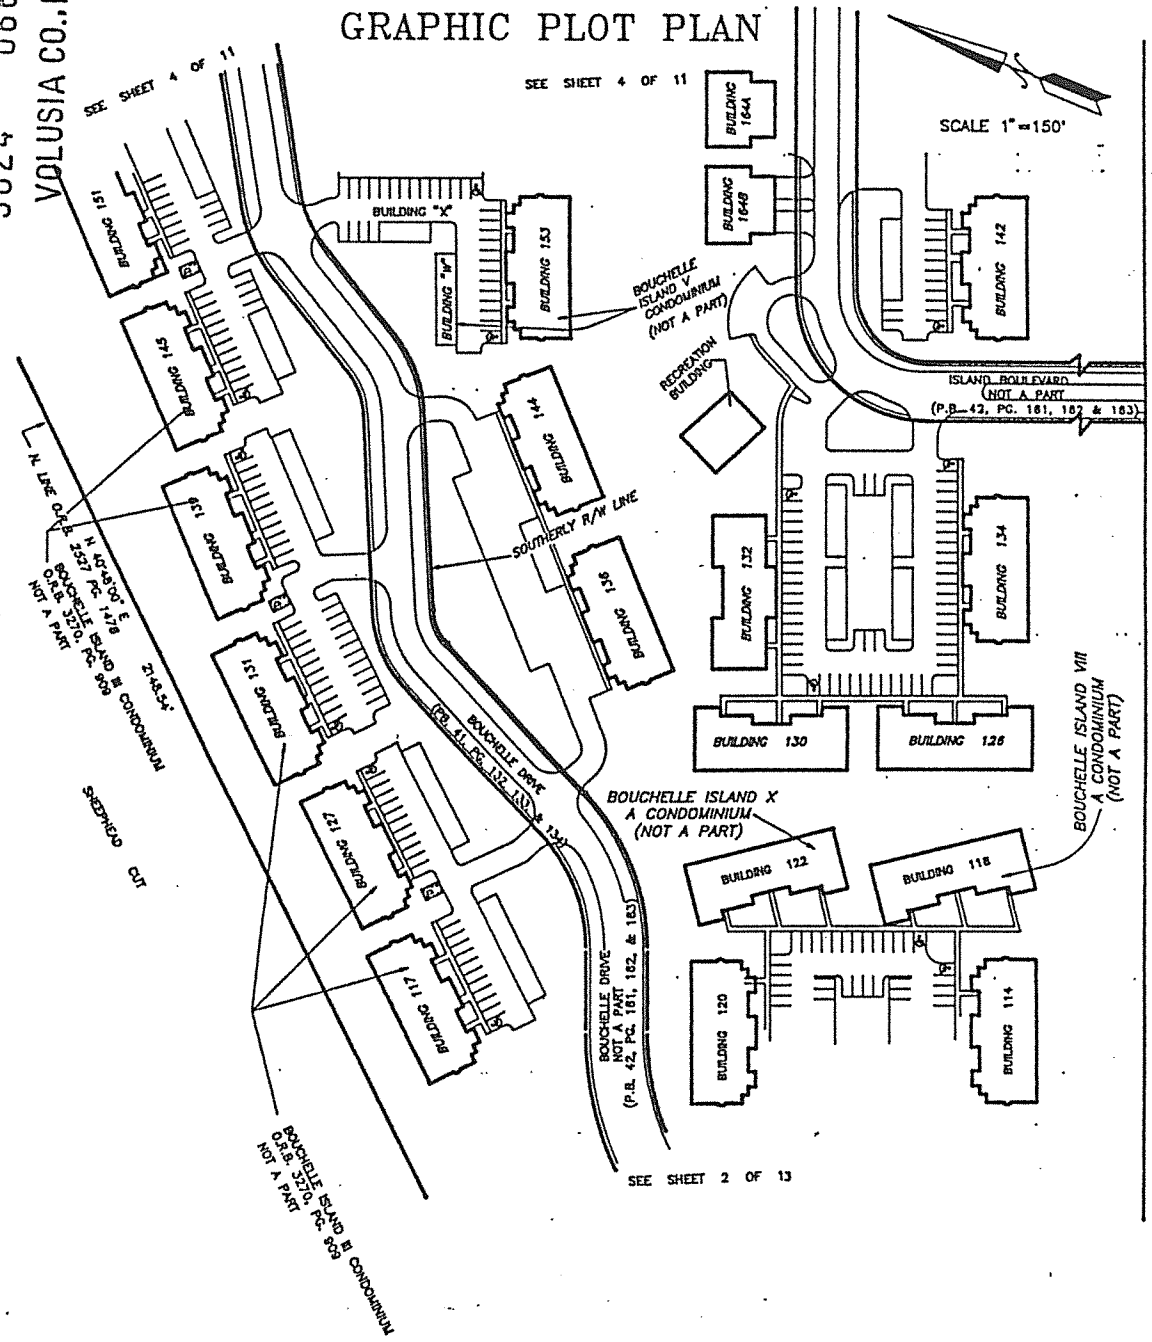 GRAPHIC PLOT PLAN
VOLUSIA CO.,
SEE SHEET 4 OF 11
SEE SHEET 4 OF 11
SCALE 1"=150'
BUILDING 164A
BUILDING 164B
BUILDING 151
BUILDING "X"
BUILDING "W"
BUILDING 153
BUILDING 142
BOUCHELLE
ISLAND V
CONDOMINIUM
(NOT A PART)
RECREATION
BUILDING
ISLAND BOULEVARD
(NOT A PART)
(P.B. 42, PG. 161, 162 & 163)
BUILDING 145
BUILDING 144
BUILDING 139
SOUTHERLY R/W LINE
BUILDING 136
BUILDING 132
BUILDING 134
N. LINE O.R.B. 2527 PG. 1478
N 40°48'00" E 2148.54'
BOUCHELLE ISLAND III CONDOMINIUM
O.R.B. 3270, PG. 909
NOT A PART
BUILDING 131
BOUCHELLE DRIVE
(P.B. 41, PG. 132, 133, & 134)
BUILDING 130
BUILDING 126
BOUCHELLE ISLAND VIII
A CONDOMINIUM
(NOT A PART)
SHEEPHEAD CUT
BUILDING 127
BOUCHELLE ISLAND X
A CONDOMINIUM
(NOT A PART)
BUILDING 122
BUILDING 118
BUILDING 117
BOUCHELLE DRIVE
NOT A PART
(P.B. 42, PG. 161, 162, & 163)
BUILDING 120
BUILDING 114
BOUCHELLE ISLAND III CONDOMINIUM
O.R.B. 3270, PG. 909
NOT A PART
SEE SHEET 2 OF 13